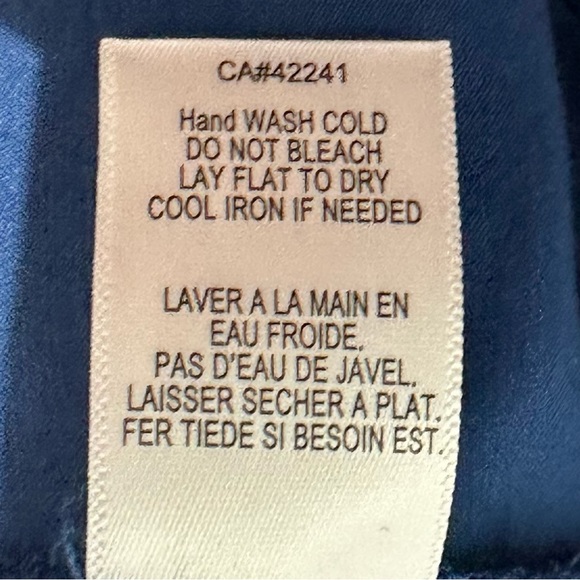 CA#42241
Hand WASH COLD
DO NOT BLEACH
LAY FLAT TO DRY
COOL IRON IF NEEDED
LAVER A LA MAIN EN
EAU FROIDE.
PAS D'EAU DE JAVEL.
LAISSER SECHER A PLAT.
FER TIEDE SI BESOIN EST.